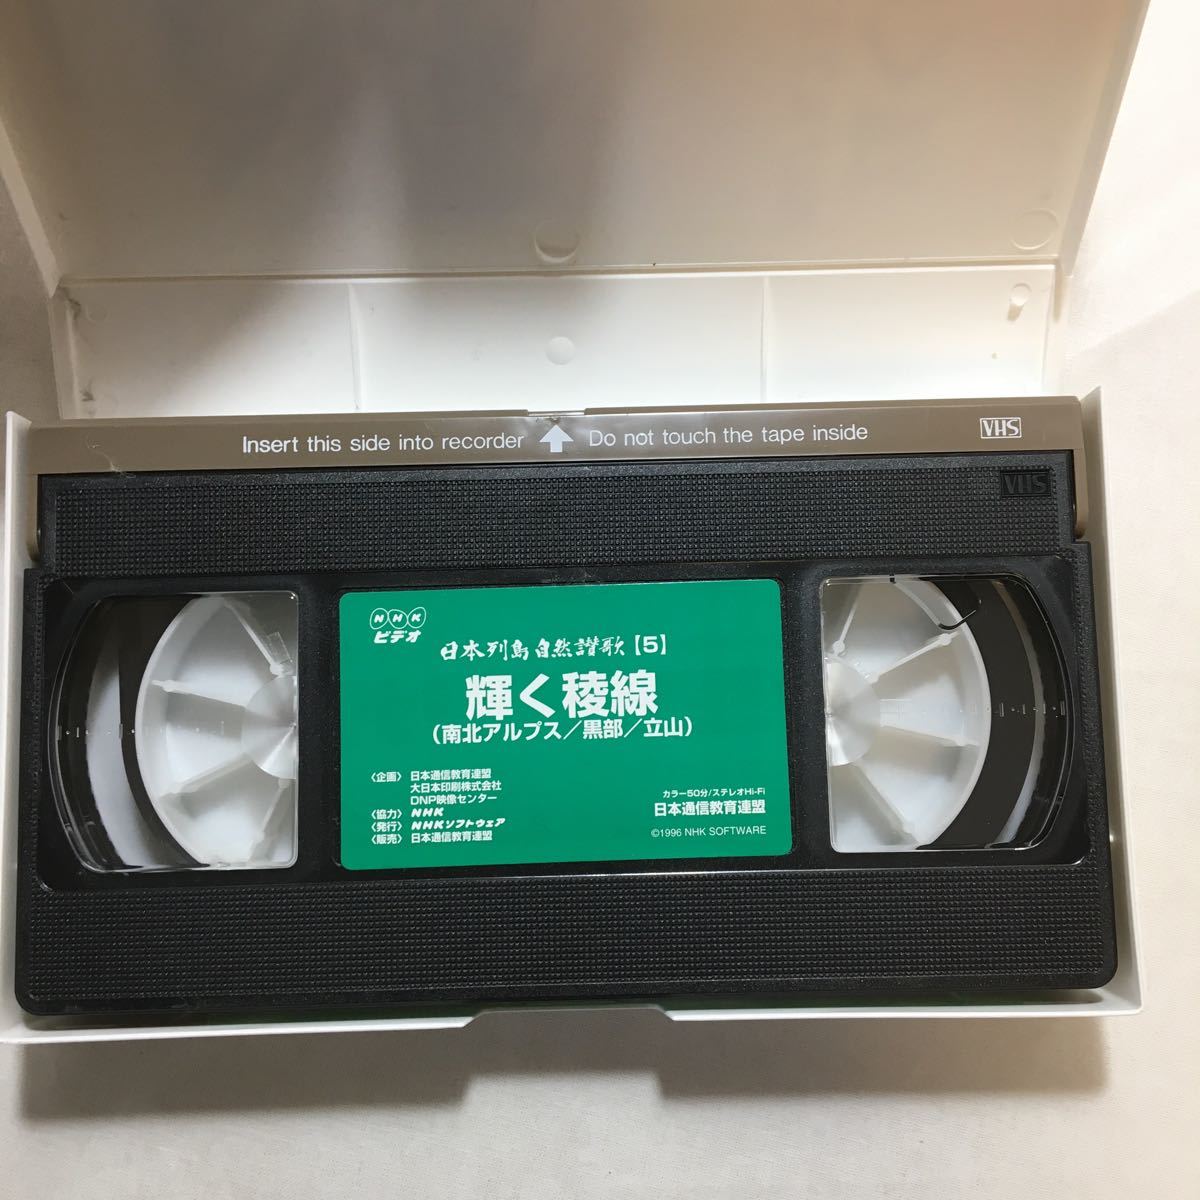 Insert this side into recorder Do not touch the tape inside VHS
VHS
NHK
ビデオ
日本列島自然讃歌【5】
輝く稜線
(南北アルプス/黒部/立山)
〈企画〉日本通信教育連盟
大日本印刷株式会社
DNP映像センター
〈協力〉NHK
〈発行〉NHKソフトウェア
〈販売〉日本通信教育連盟
カラー50分/ステレオHi-Fi
日本通信教育連盟
©1996 NHK SOFTWARE